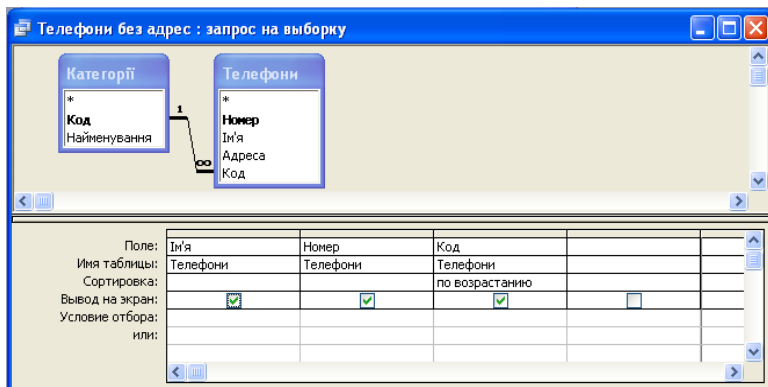 Телефони без адрес : запрос на выборку
Категорії
*
Код
Найменування
1
∞
Телефони
*
Номер
Ім'я
Адреса
Код
Поле: Ім'я Номер Код
Имя таблицы: Телефони Телефони Телефони
Сортировка: по возрастанию
Вывод на экран:
Условие отбора:
или: